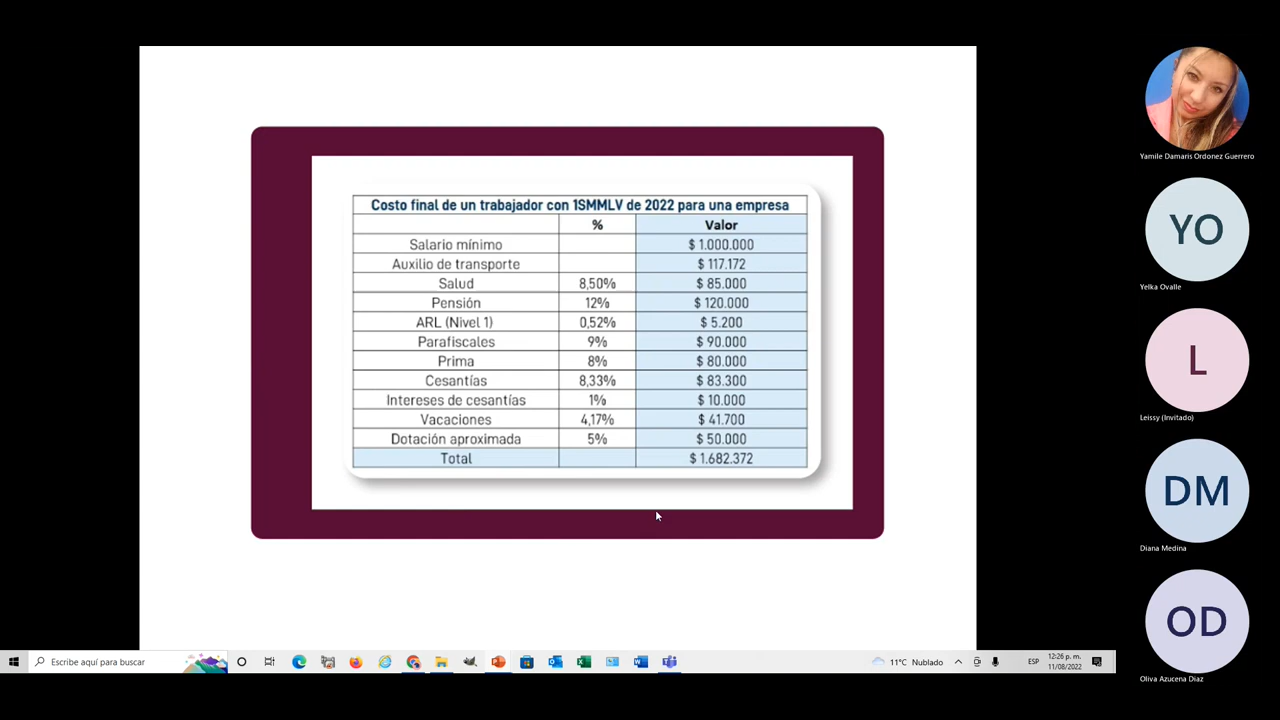 Costo final de un trabajador con 1SMMLV de 2022 para una empresa
% Valor
Salario mínimo $ 1.000.000
Auxilio de transporte $ 117.172
Salud 8,50% $ 85.000
Pensión 12% $ 120.000
ARL (Nivel 1) 0,52% $ 5.200
Parafiscales 9% $ 90.000
Prima 8% $ 80.000
Cesantías 8,33% $ 83.300
Intereses de cesantías 1% $ 10.000
Vacaciones 4,17% $ 41.700
Dotación aproximada 5% $ 50.000
Total $ 1.682.372
Yamile Damaris Ordonez Guerrero
YO
Yelka Ovalle
L
Leissy (Invitado)
DM
Diana Medina
OD
Oliva Azucena Diaz
Escribe aquí para buscar
11°C Nublado
ESP
12:26 p. m.
11/08/2022